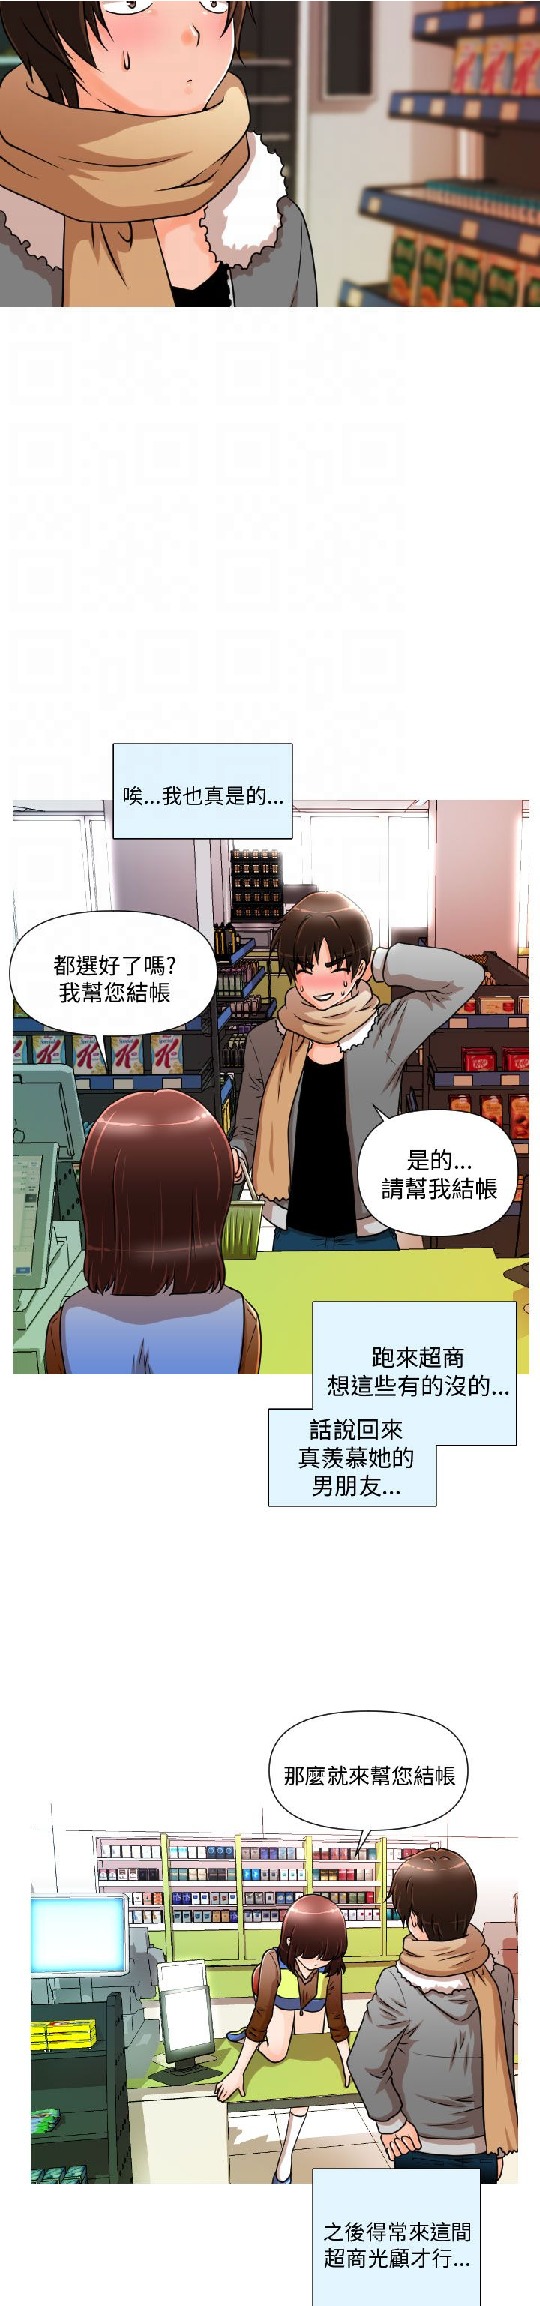 唉...我也真是的...
都選好了嗎?
我幫您結帳
是的...
請幫我結帳
跑來超商
想這些有的沒的...
話說回來
真羨慕她的
男朋友...
那麼就來幫您結帳
之後得常來這間
超商光顧才行...